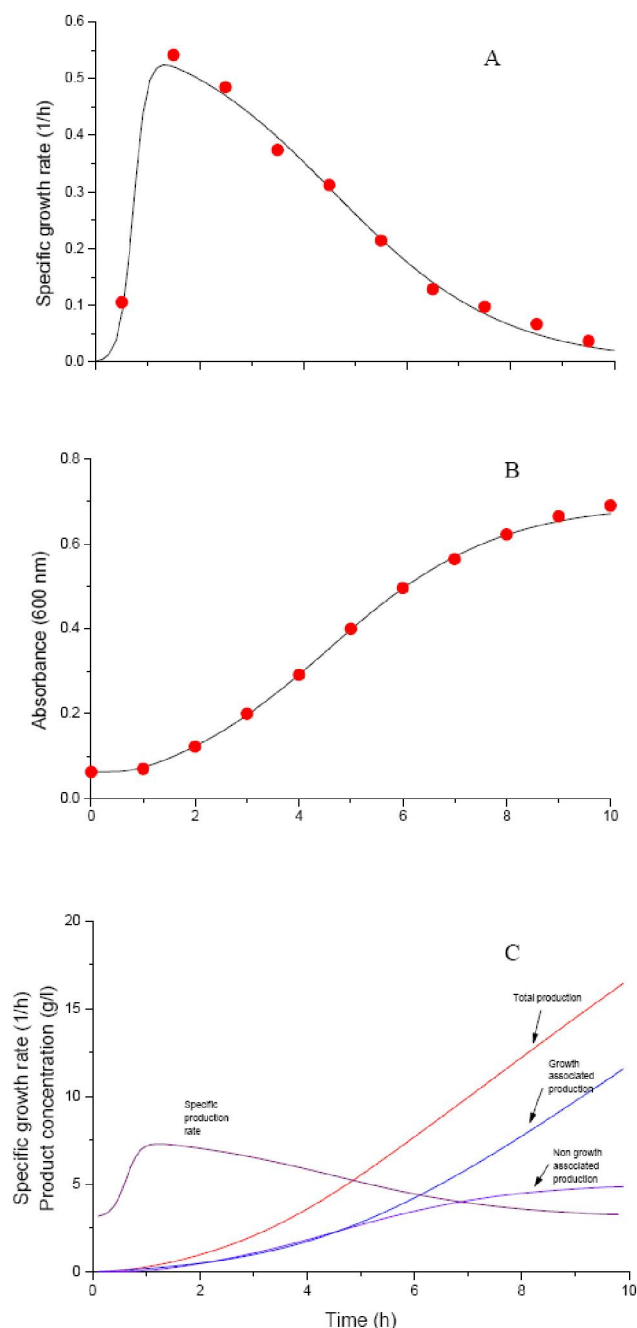 A
0.6
0.5
0.4
0.3
0.2
0.1
0.0
Specific growth rate (1/h)
B
0.8
0.6
0.4
0.2
0.0
Absorbance (600 nm)
0 2 4 6 8 10
C
20
15
10
5
0
Specific growth rate (1/h)
Product concentration (g/l)
Total production
Growth
associated
production
Specific
production
rate
Non growth
associated
production
0 2 4 6 8 10
Time (h)